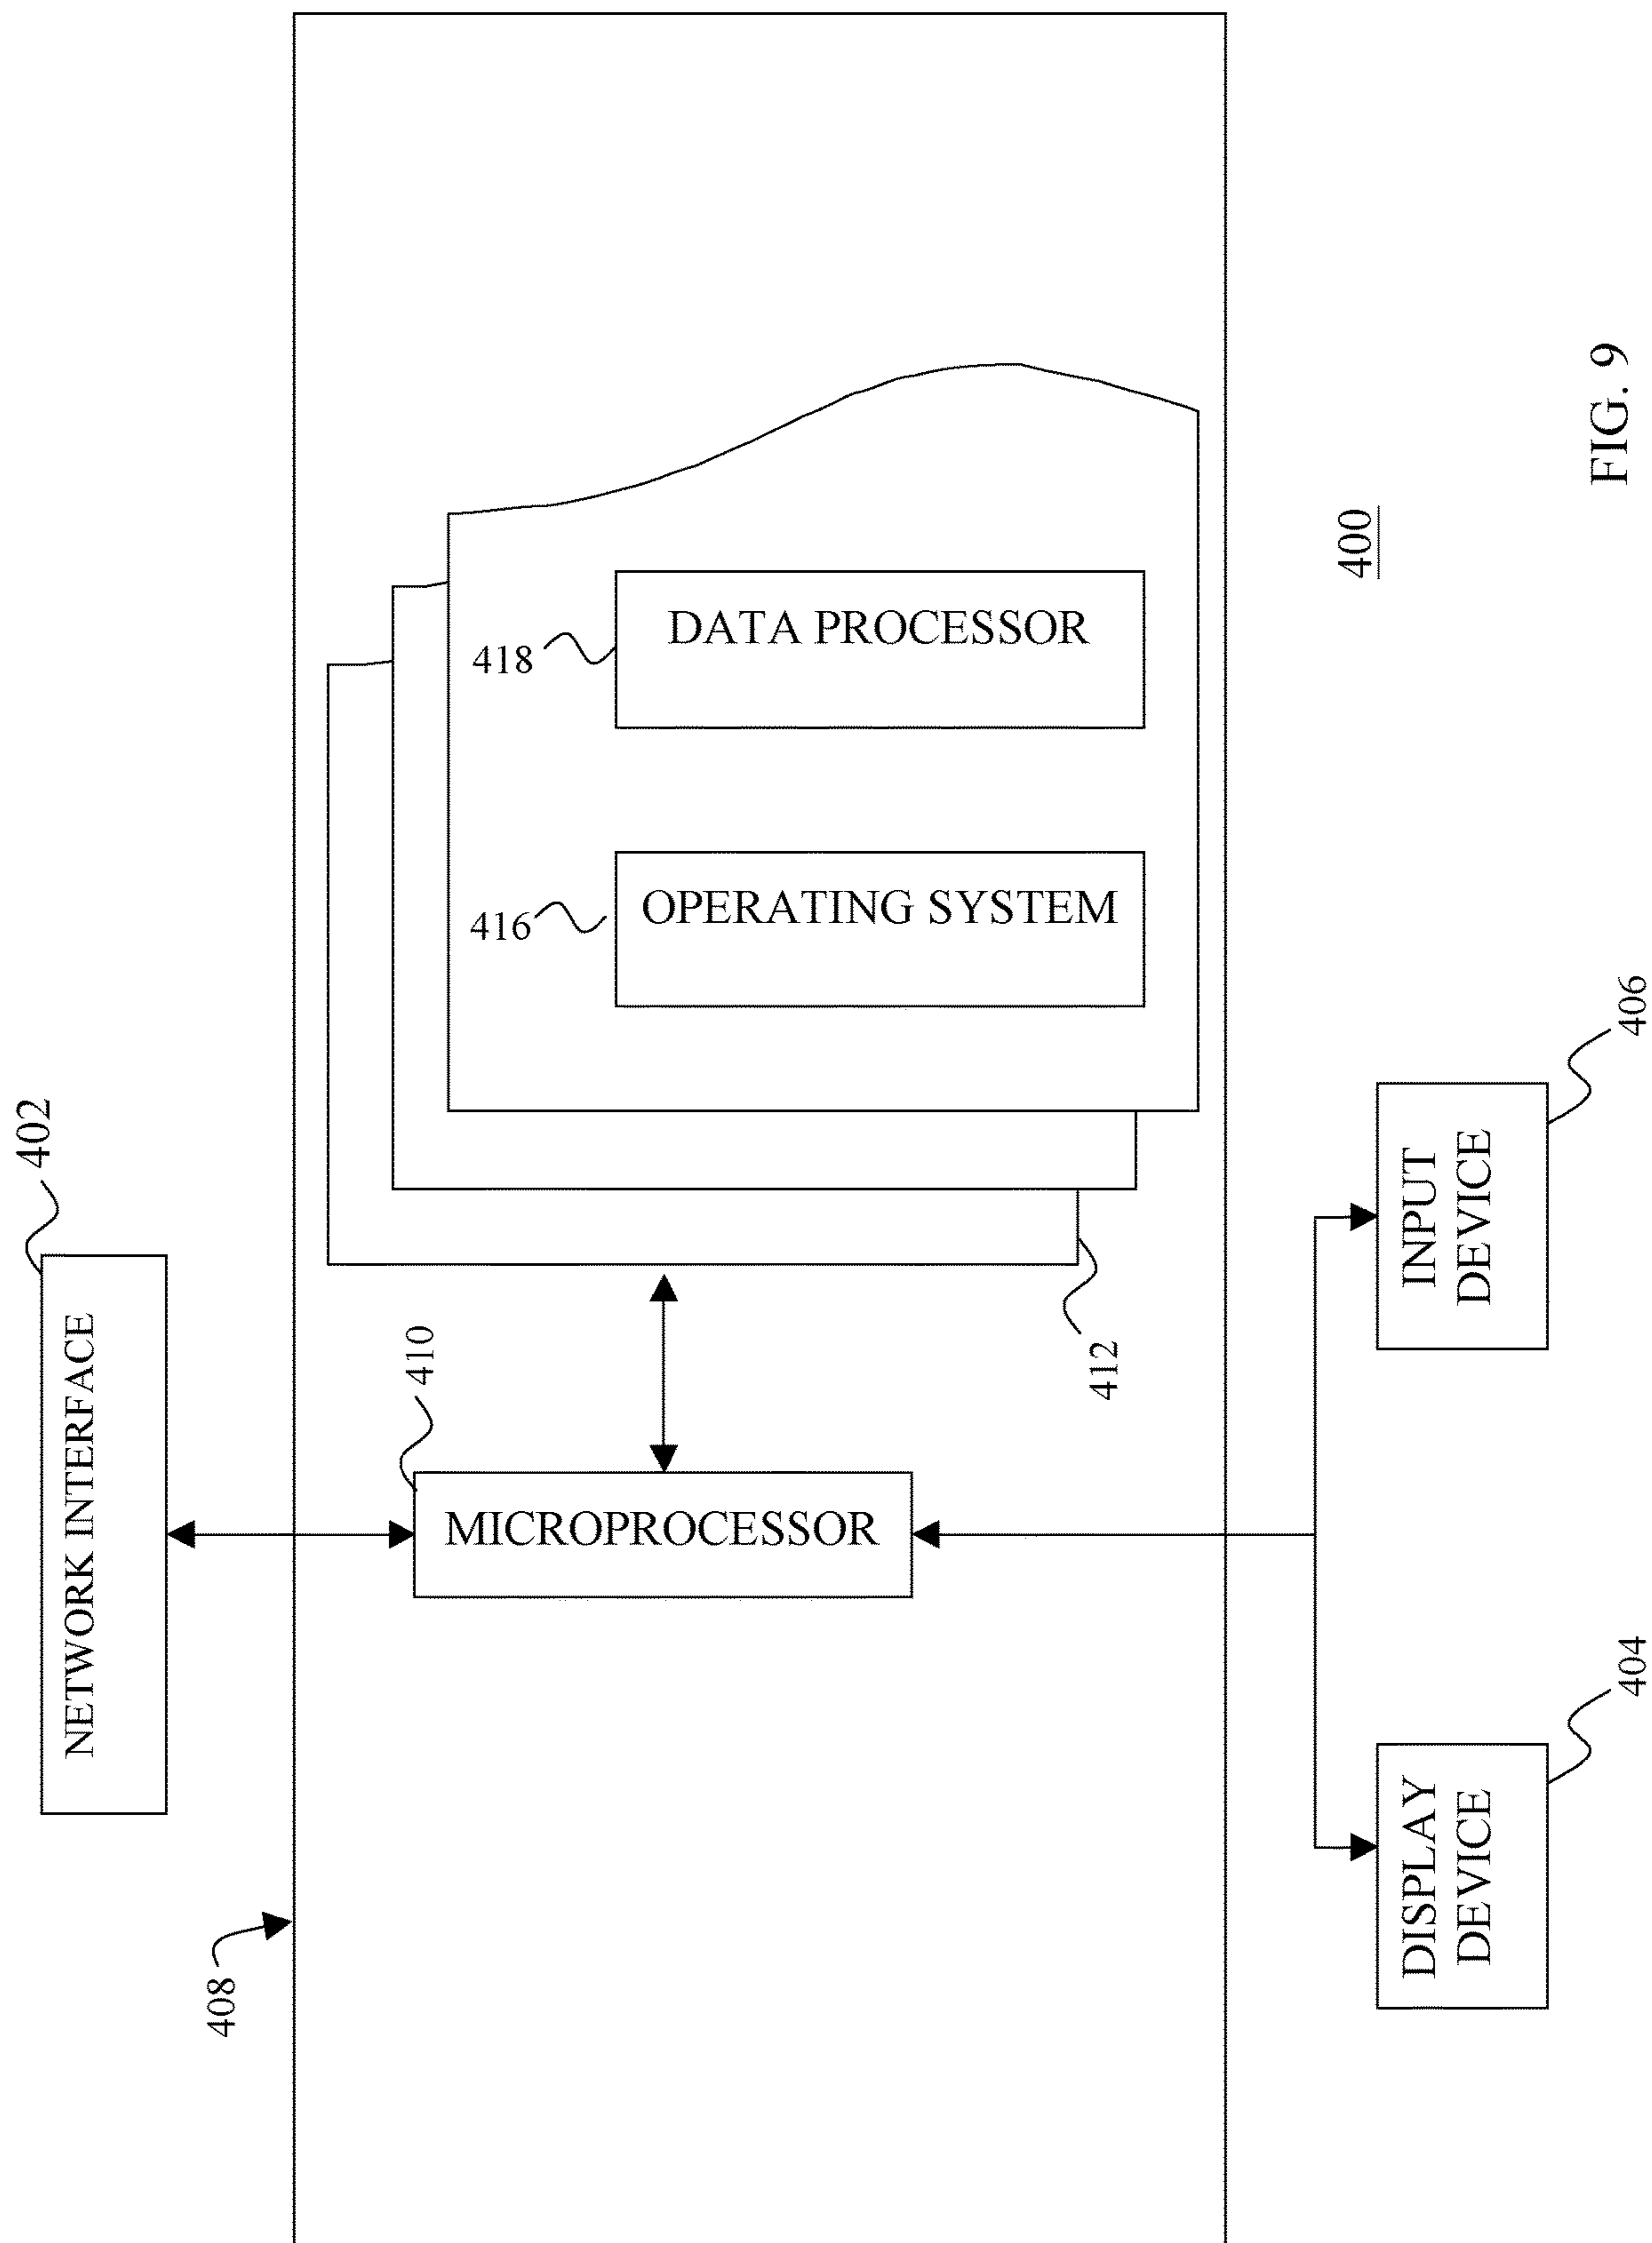 402
NETWORK INTERFACE
408
410
MICROPROCESSOR
412
418
DATA PROCESSOR
416
OPERATING SYSTEM
404
DISPLAY
DEVICE
406
INPUT
DEVICE
400
FIG. 9